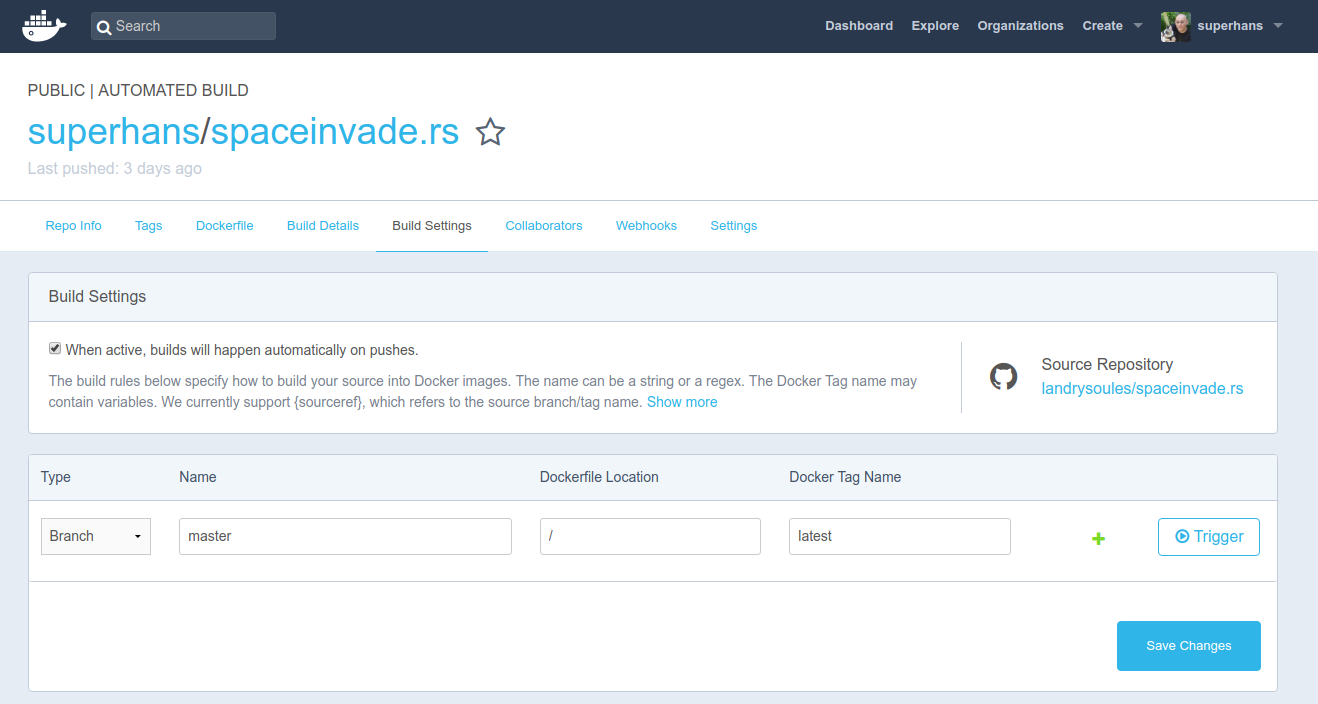 Search
Dashboard Explore Organizations Create superhans
PUBLIC | AUTOMATED BUILD
superhans/spaceinvade.rs
Last pushed: 3 days ago
Repo Info Tags Dockerfile Build Details Build Settings Collaborators Webhooks Settings
Build Settings
When active, builds will happen automatically on pushes.
The build rules below specify how to build your source into Docker images. The name can be a string or a regex. The Docker Tag name may
contain variables. We currently support {sourceref}, which refers to the source branch/tag name. Show more
Source Repository
landrysoules/spaceinvade.rs
Type Name Dockerfile Location Docker Tag Name
Branch master / latest Trigger
Save Changes